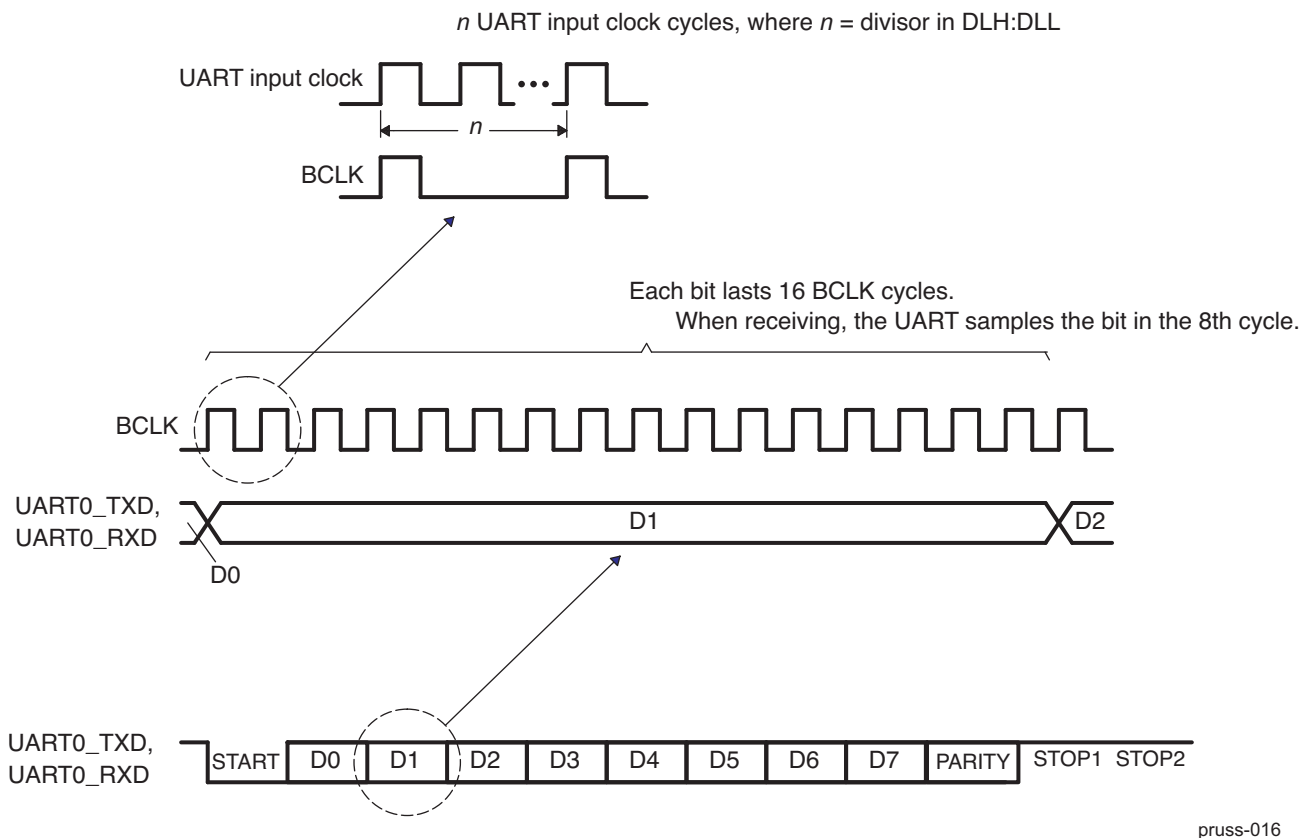 n UART input clock cycles, where n = divisor in DLH:DLL
UART input clock
n
BCLK
Each bit lasts 16 BCLK cycles.
When receiving, the UART samples the bit in the 8th cycle.
BCLK
UART0_TXD,
UART0_RXD
D1
D2
D0
UART0_TXD,
UART0_RXD
START D0 D1 D2 D3 D4 D5 D6 D7 PARITY STOP1 STOP2
pruss-016